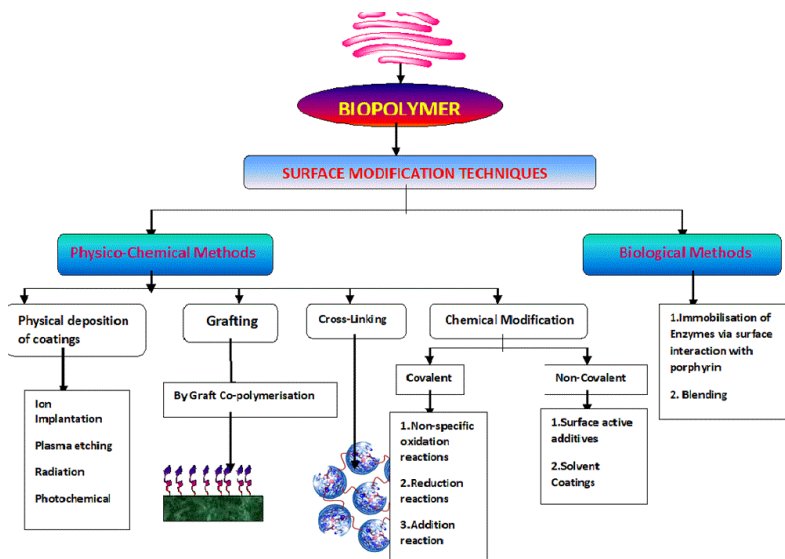 BIOPOLYMER
SURFACE MODIFICATION TECHNIQUES
Physico-Chemical Methods
Biological Methods
Physical deposition
of coatings
Grafting
Cross-Linking
Chemical Modification
1.Immobilisation of
Enzymes via surface
interaction with
porphyrin
2. Blending
Ion
Implantation
Plasma etching
Radiation
Photochemical
By Graft Co-polymerisation
Covalent
Non-Covalent
1.Non-specific
oxidation
reactions
2.Reduction
reactions
3.Addition
reaction
1.Surface active
additives
2.Solvent
Coatings